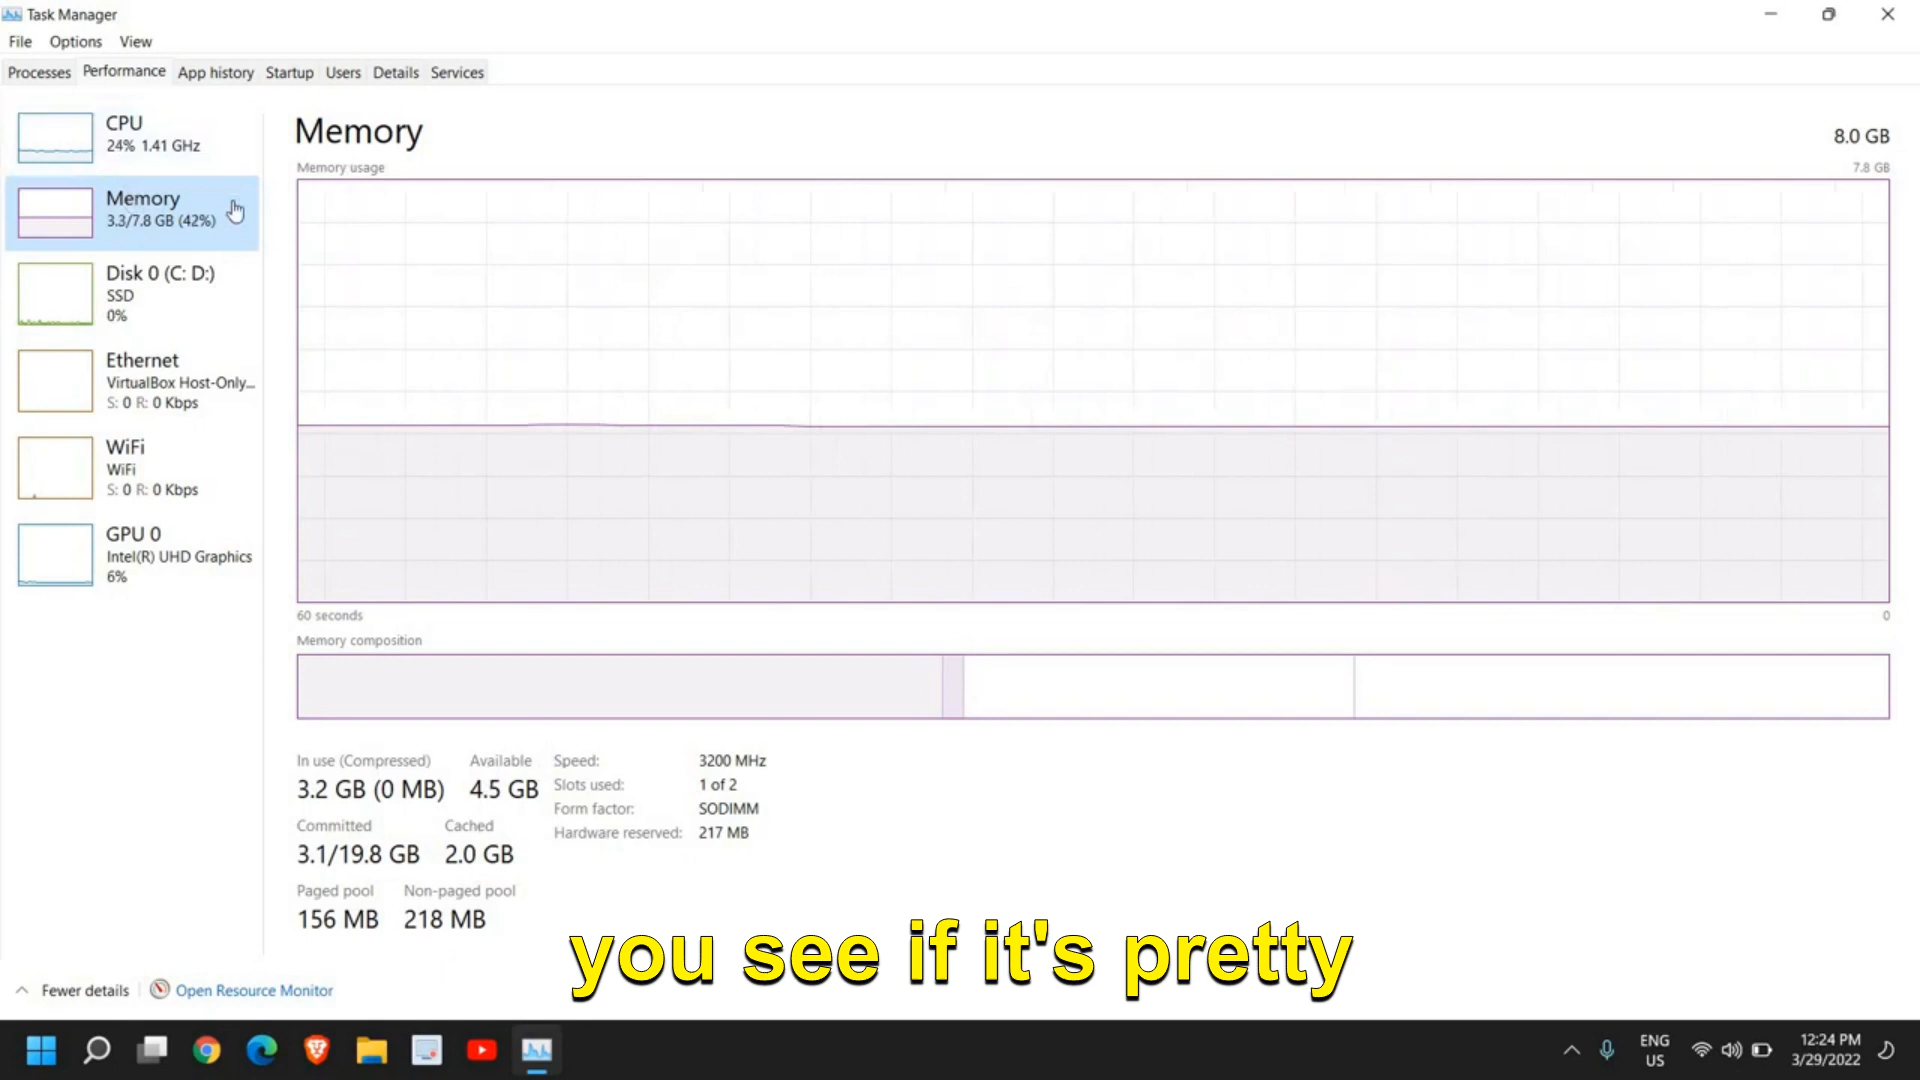 Task Manager
File Options View
Processes Performance App history Startup Users Details Services
CPU
24% 1.41 GHz
Memory
3.3/7.8 GB (42%)
Disk 0 (C: D:)
SSD
0%
Ethernet
VirtualBox Host-Only...
S: 0 R: 0 Kbps
WiFi
WiFi
S: 0 R: 0 Kbps
GPU 0
Intel(R) UHD Graphics
6%
Memory 8.0 GB
Memory usage 7.8 GB
60 seconds 0
Memory composition
In use (Compressed) Available
3.2 GB (0 MB) 4.5 GB
Committed Cached
3.1/19.8 GB 2.0 GB
Paged pool Non-paged pool
156 MB 218 MB
Speed: 3200 MHz
Slots used: 1 of 2
Form factor: SODIMM
Hardware reserved: 217 MB
you see if it's pretty
Fewer details Open Resource Monitor
ENG 12:24 PM
US 3/29/2022